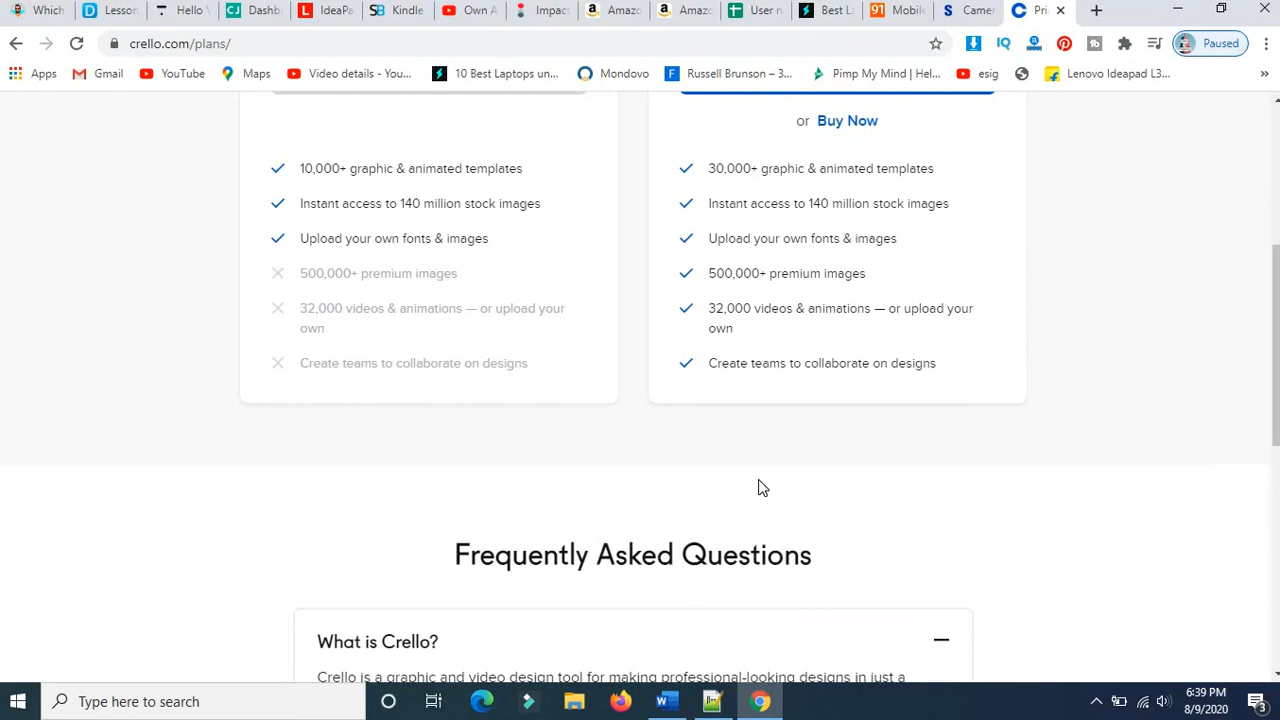 Which
Lesson
Hello
Dashb
IdeaPa
Kindle
Own A
Impact
Amazo
Amazo
User n
Best L
Mobile
Camer
Pri
crello.com/plans/
Paused
Apps
Gmail
YouTube
Maps
Video details - You...
10 Best Laptops un...
Mondovo
Russell Brunson – 3...
Pimp My Mind | Hel...
esig
Lenovo Ideapad L3...
or Buy Now
10,000+ graphic & animated templates
Instant access to 140 million stock images
Upload your own fonts & images
500,000+ premium images
32,000 videos & animations — or upload your
own
Create teams to collaborate on designs
30,000+ graphic & animated templates
Instant access to 140 million stock images
Upload your own fonts & images
500,000+ premium images
32,000 videos & animations — or upload your
own
Create teams to collaborate on designs
Frequently Asked Questions
What is Crello?
Crello is a graphic and video design tool for making professional-looking designs in just a
Type here to search
6:39 PM
8/9/2020
3